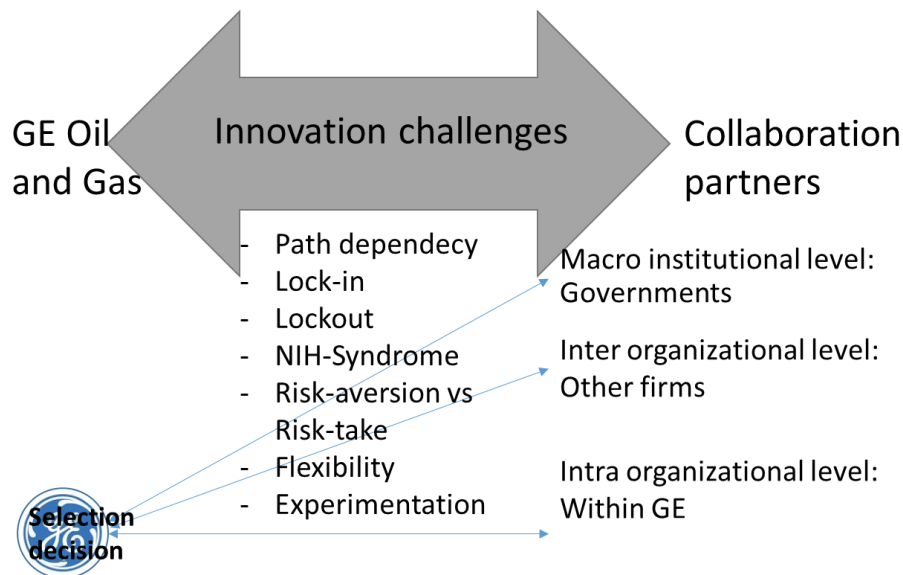 GE Oil
and Gas
Innovation challenges
Collaboration
partners
- Path dependecy
- Lock-in
- Lockout
- NIH-Syndrome
- Risk-aversion vs
Risk-take
- Flexibility
- Experimentation
Macro institutional level:
Governments
Inter organizational level:
Other firms
Intra organizational level:
Within GE
Selection
decision